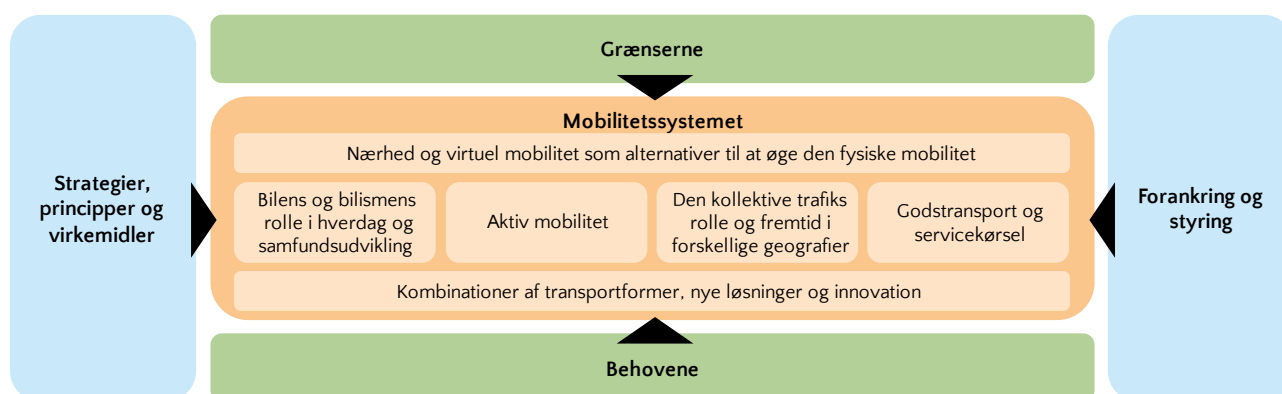 Grænserne
Strategier,
principper og
virkemidler
Mobilitetssystemet
Nærhed og virtuel mobilitet som alternativer til at øge den fysiske mobilitet
Bilens og bilismens
rolle i hverdag og
samfundsudvikling
Aktiv mobilitet
Den kollektive trafiks
rolle og fremtid i
forskellige geografier
Godstransport og
servicekørsel
Kombinationer af transportformer, nye løsninger og innovation
Forankring og
styring
Behovene